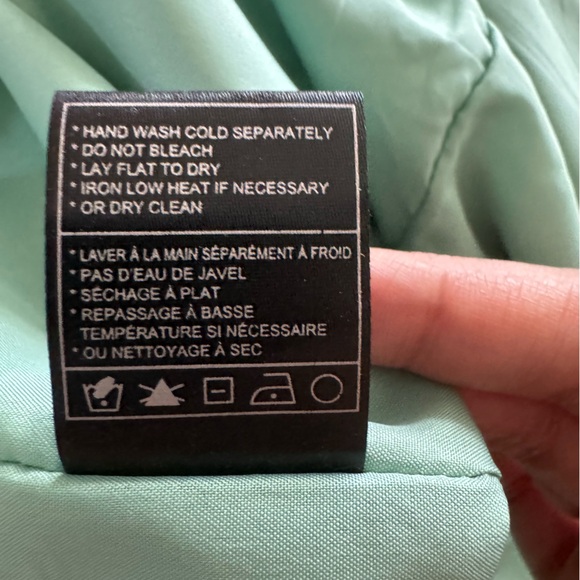 * HAND WASH COLD SEPARATELY
* DO NOT BLEACH
* LAY FLAT TO DRY
* IRON LOW HEAT IF NECESSARY
* OR DRY CLEAN
* LAVER À LA MAIN SÉPARÉMENT À FROID
* PAS D'EAU DE JAVEL
* SÉCHAGE À PLAT
* REPASSAGE À BASSE
TEMPÉRATURE SI NÉCESSAIRE
* OU NETTOYAGE À SEC